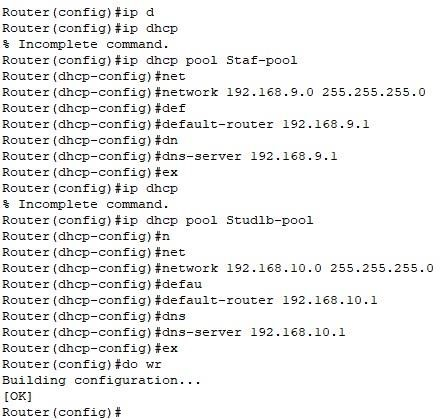 Router(config)#ip d
Router(config)#ip dhcp
% Incomplete command.
Router(config)#ip dhcp pool Staf-pool
Router(dhcp-config)#net
Router(dhcp-config)#network 192.168.9.0 255.255.255.0
Router(dhcp-config)#def
Router(dhcp-config)#default-router 192.168.9.1
Router(dhcp-config)#dn
Router(dhcp-config)#dns-server 192.168.9.1
Router(dhcp-config)#ex
Router(config)#ip dhcp
% Incomplete command.
Router(config)#ip dhcp pool Studlb-pool
Router(dhcp-config)#n
Router(dhcp-config)#net
Router(dhcp-config)#network 192.168.10.0 255.255.255.0
Router(dhcp-config)#defau
Router(dhcp-config)#default-router 192.168.10.1
Router(dhcp-config)#dns
Router(dhcp-config)#dns-server 192.168.10.1
Router(dhcp-config)#ex
Router(config)#do wr
Building configuration...
[OK]
Router(config)#